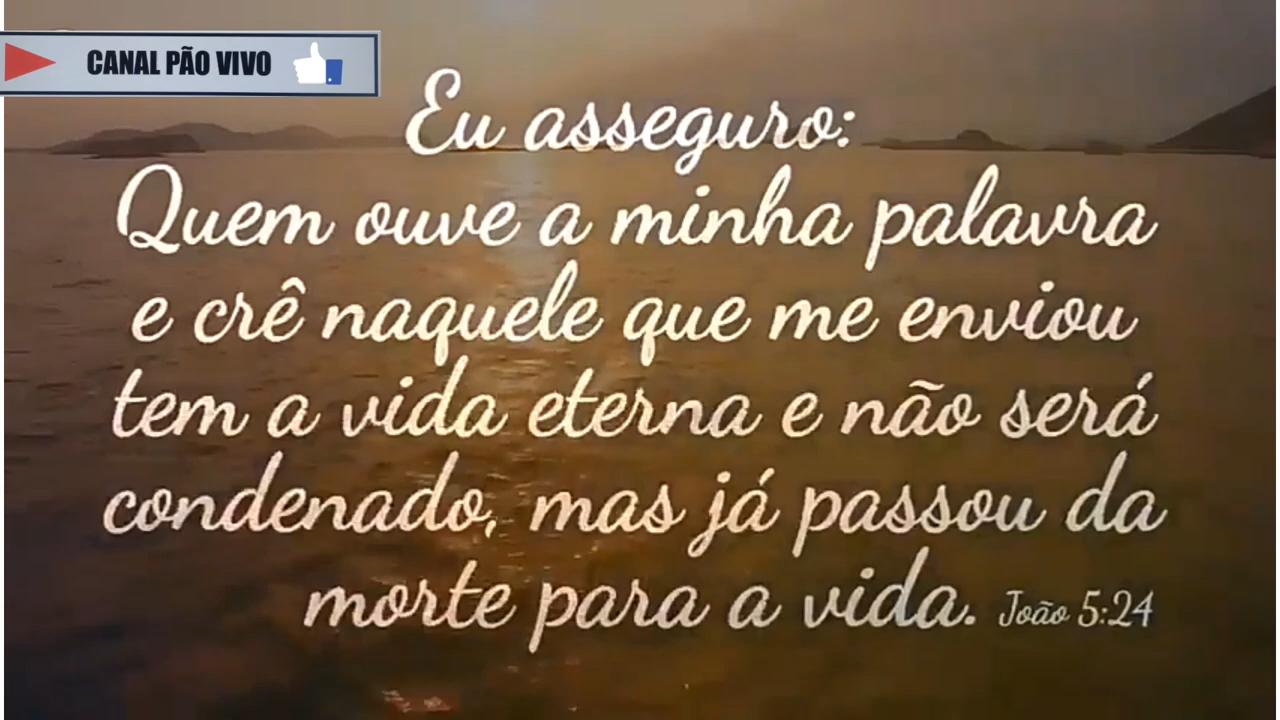 CANAL PÃO VIVO
Eu asseguro:
Quem ouve a minha palavra
e crê naquele que me enviou
tem a vida eterna e não será
condenado, mas já passou da
morte para a vida. João 5:24